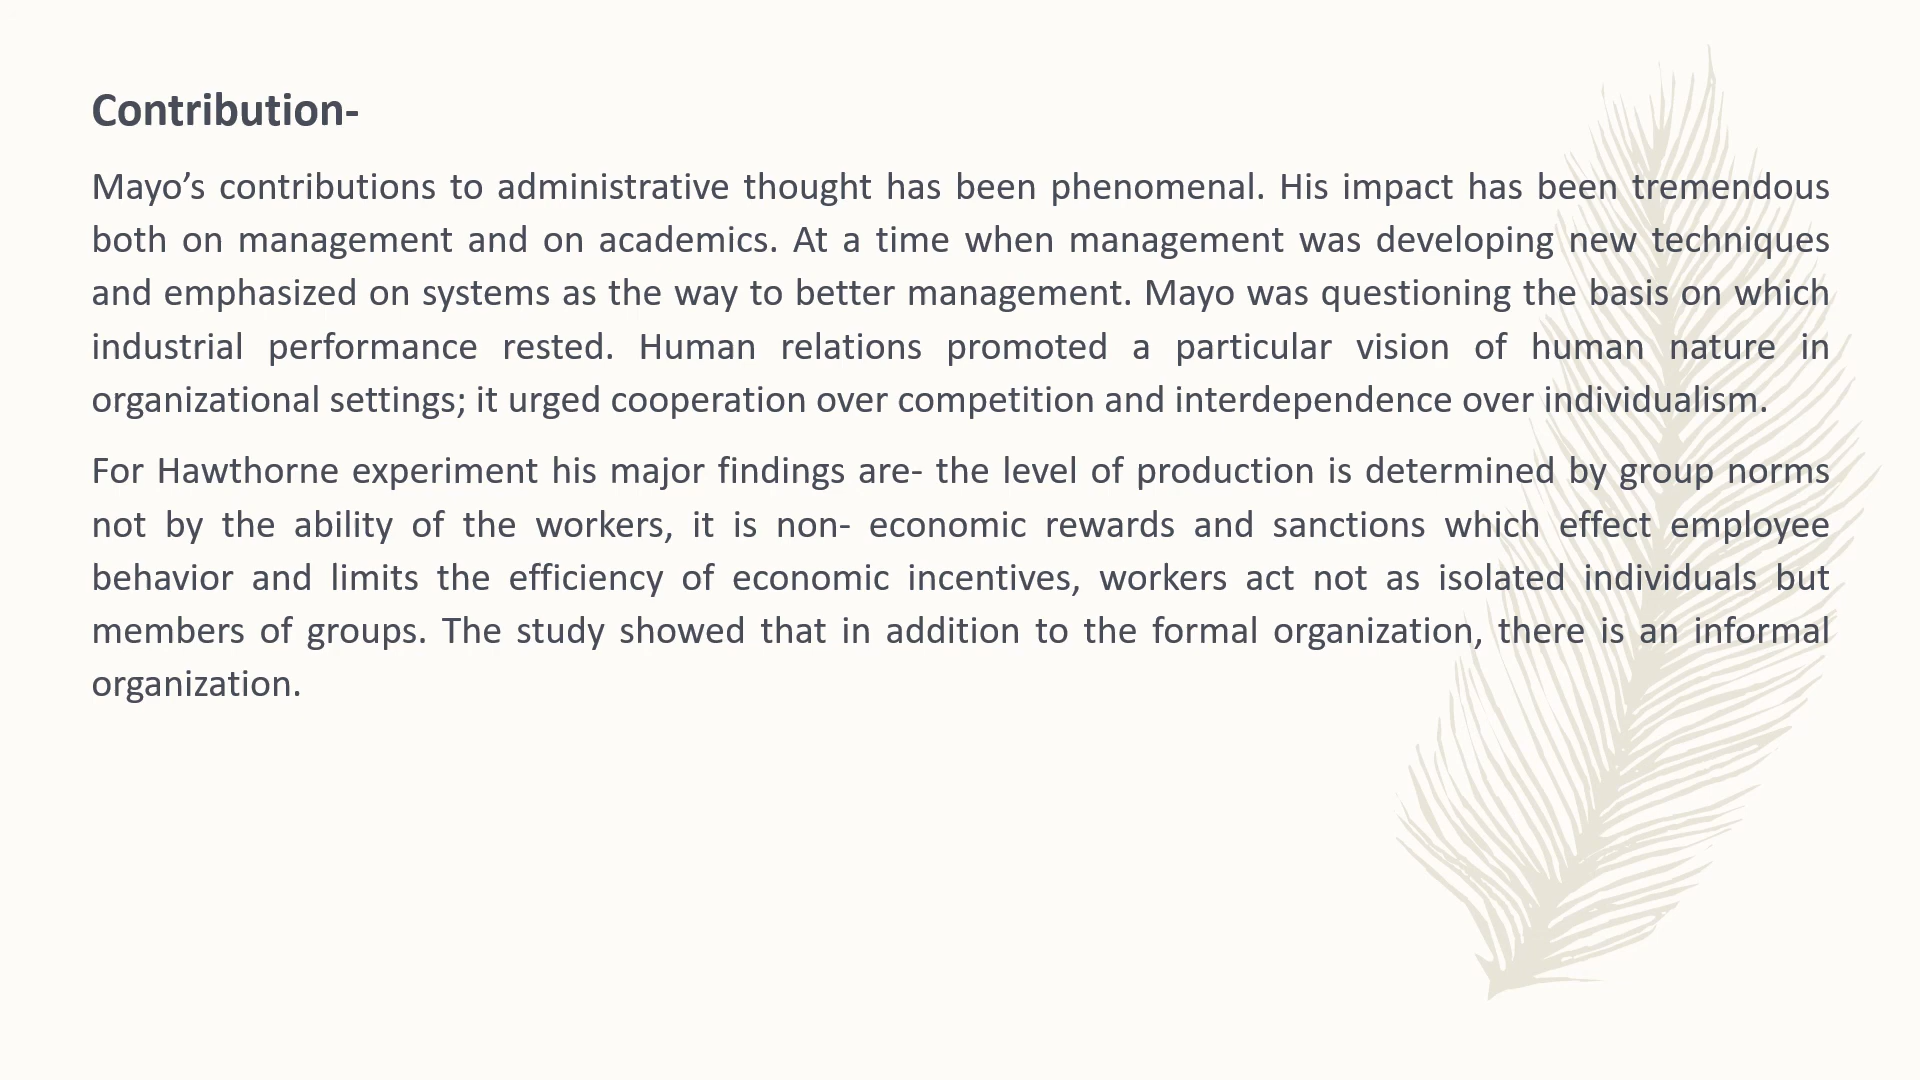 Contribution-
Mayo’s contributions to administrative thought has been phenomenal. His impact has been tremendous
both on management and on academics. At a time when management was developing new techniques
and emphasized on systems as the way to better management. Mayo was questioning the basis on which
industrial performance rested. Human relations promoted a particular vision of human nature in
organizational settings; it urged cooperation over competition and interdependence over individualism.
For Hawthorne experiment his major findings are- the level of production is determined by group norms
not by the ability of the workers, it is non- economic rewards and sanctions which effect employee
behavior and limits the efficiency of economic incentives, workers act not as isolated individuals but
members of groups. The study showed that in addition to the formal organization, there is an informal
organization.